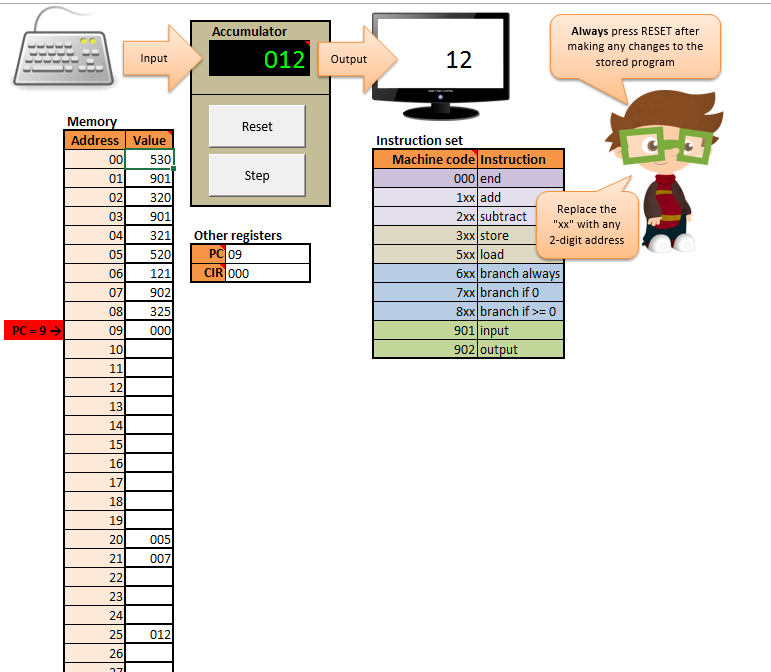 Input
Accumulator
012
Output
12
Always press RESET after
making any changes to the
stored program
Reset
Step
Memory
Address Value
00 530
01 901
02 320
03 901
04 321
05 520
06 121
07 902
08 325
PC = 9 → 09 000
10
11
12
13
14
15
16
17
18
19
20 005
21 007
22
23
24
25 012
26
27
Other registers
PC 09
CIR 000
Instruction set
Machine code Instruction
000 end
1xx add
2xx subtract
3xx store
5xx load
6xx branch always
7xx branch if 0
8xx branch if >= 0
901 input
902 output
Replace the
"xx" with any
2-digit address